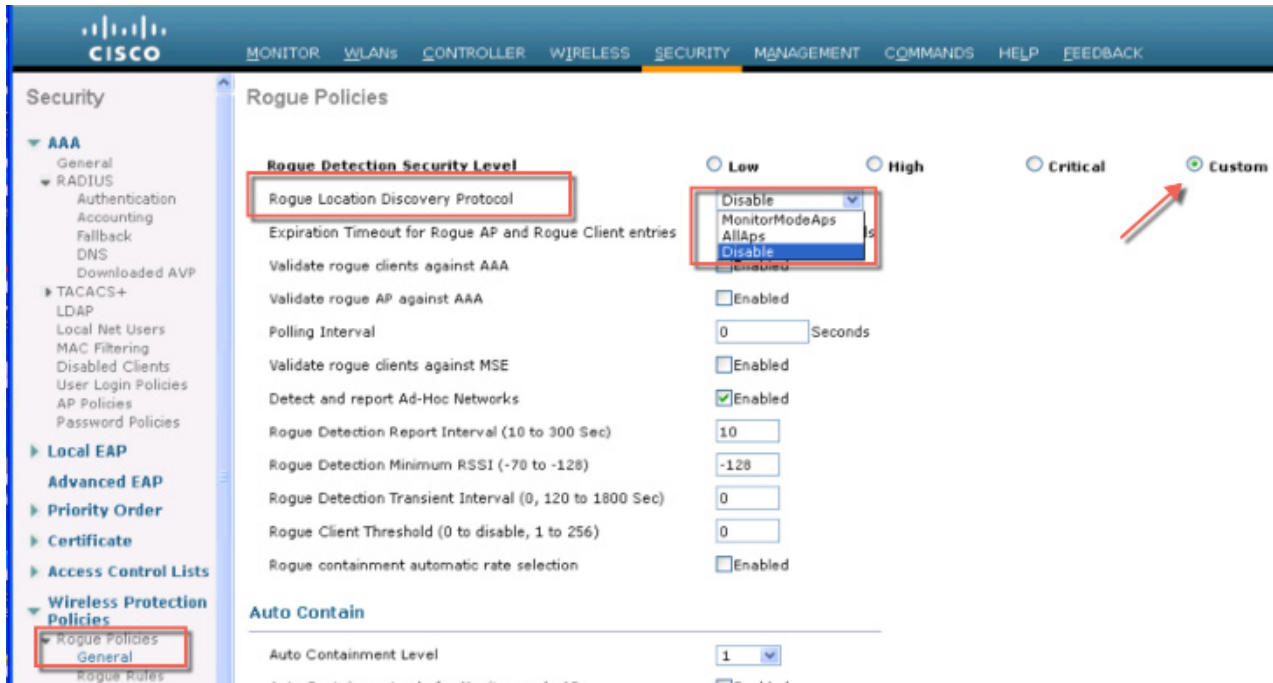 CISCO
MONITOR WLANs CONTROLLER WIRELESS SECURITY MANAGEMENT COMMANDS HELP FEEDBACK
Security
AAA
General
RADIUS
Authentication
Accounting
Fallback
DNS
Downloaded AVP
TACACS+
LDAP
Local Net Users
MAC Filtering
Disabled Clients
User Login Policies
AP Policies
Password Policies
Local EAP
Advanced EAP
Priority Order
Certificate
Access Control Lists
Wireless Protection
Policies
Rogue Policies
General
Rogue Rules
Rogue Policies
Rogue Detection Security Level Low High Critical Custom
Rogue Location Discovery Protocol Disable
MonitorModeAps
AllAps
Disable
Expiration Timeout for Rogue AP and Rogue Client entries
Validate rogue clients against AAA Enabled
Validate rogue AP against AAA Enabled
Polling Interval 0 Seconds
Validate rogue clients against MSE Enabled
Detect and report Ad-Hoc Networks Enabled
Rogue Detection Report Interval (10 to 300 Sec) 10
Rogue Detection Minimum RSSI (-70 to -128) -128
Rogue Detection Transient Interval (0, 120 to 1800 Sec) 0
Rogue Client Threshold (0 to disable, 1 to 256) 0
Rogue containment automatic rate selection Enabled
Auto Contain
Auto Containment Level 1